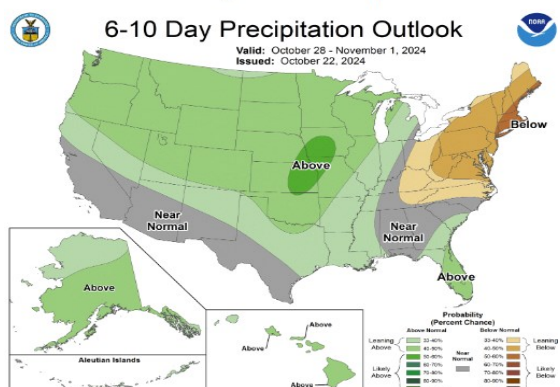 NOAA
6-10 Day Precipitation Outlook
Valid: October 28 - November 1, 2024
Issued: October 22, 2024
Below
Above
Near
Normal
Near
Normal
Above
Above
Above
Above
Above
Aleutian Islands
Probability
(Percent Chance)
Above Normal
Below Normal
Leaning
Above
33-40%
40-50%
50-60%
60-70%
70-80%
80-90%
Likely
Above
Near
Normal
33-40%
40-50%
50-60%
60-70%
70-80%
80-90%
Leaning
Below
Likely
Below